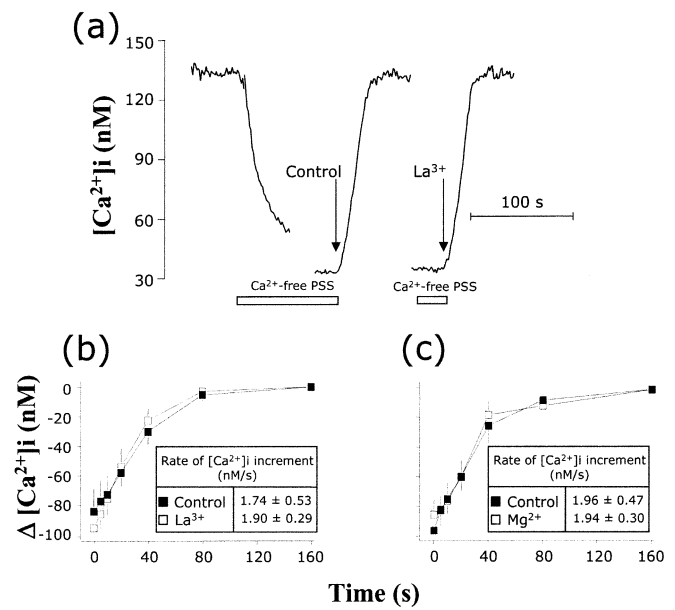 (a)
[Ca²⁺]i (nM)
150
120
90
60
30
Control
La³⁺
100 s
Ca²⁺-free PSS
Ca²⁺-free PSS
(b)
(c)
Δ [Ca²⁺]i (nM)
0
-20
-40
-60
-80
-100
Rate of [Ca²⁺]i increment
(nM/s)
Control 1.74 ± 0.53
La³⁺ 1.90 ± 0.29
0 40 80 120 160
Rate of [Ca²⁺]i increment
(nM/s)
Control 1.96 ± 0.47
Mg²⁺ 1.94 ± 0.30
0 40 80 120 160
Time (s)